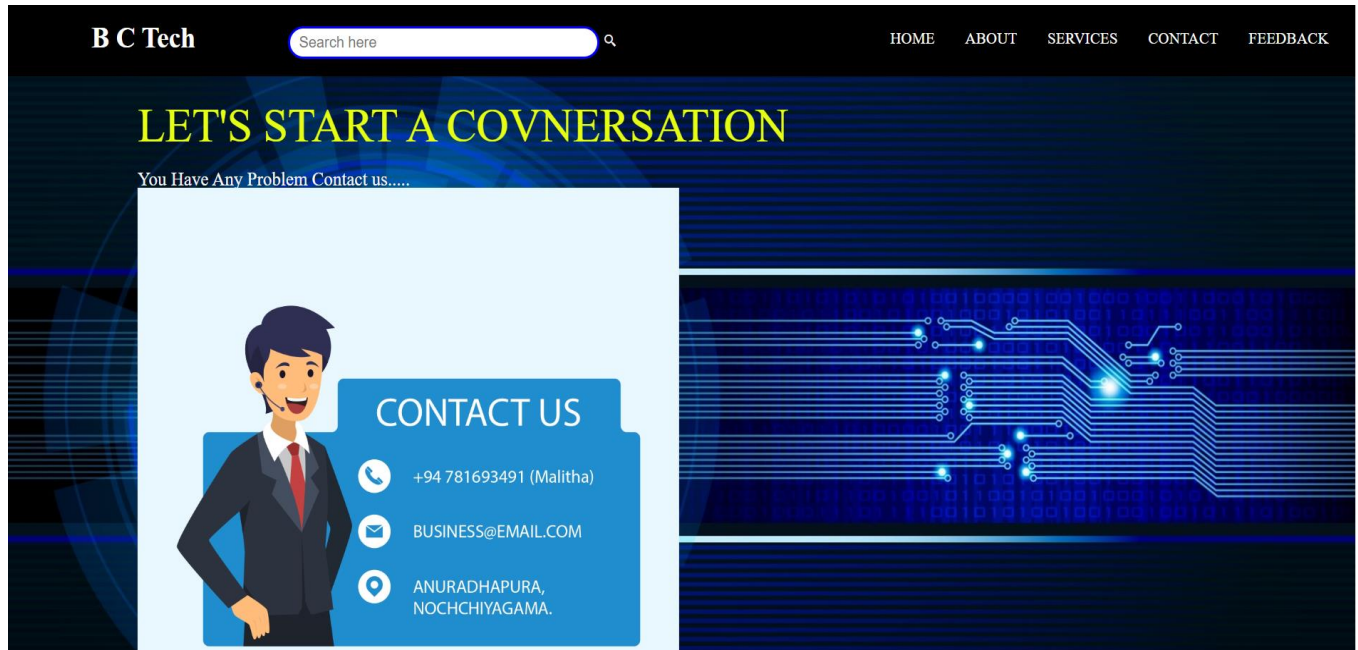 B C Tech
Search here
HOME ABOUT SERVICES CONTACT FEEDBACK
LET'S START A COVNERSATION
You Have Any Problem Contact us.....
CONTACT US
+94 781693491 (Malitha)
BUSINESS@EMAIL.COM
ANURADHAPURA,
NOCHCHIYAGAMA.